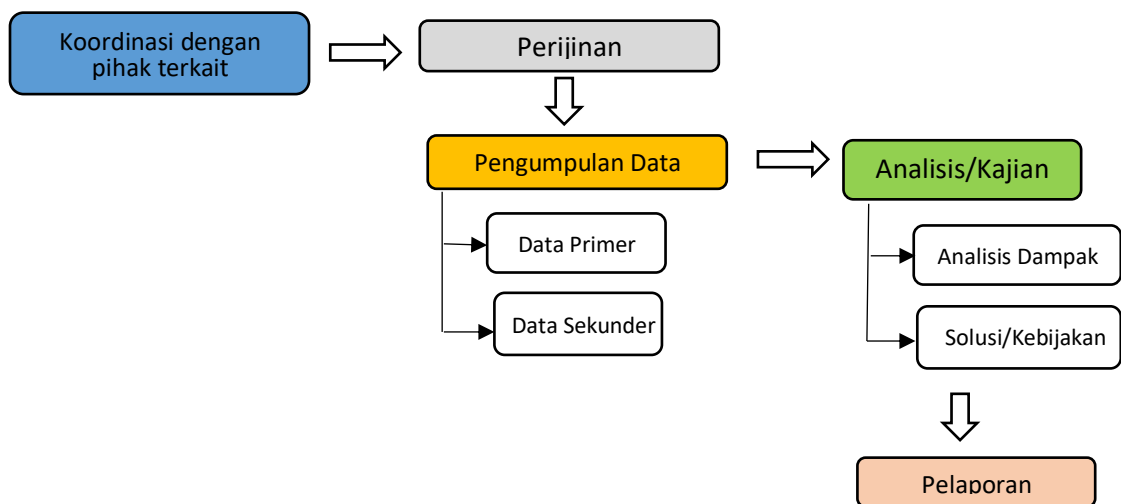 Koordinasi dengan
pihak terkait
Perijinan
Pengumpulan Data
Analisis/Kajian
Data Primer
Data Sekunder
Analisis Dampak
Solusi/Kebijakan
Pelaporan